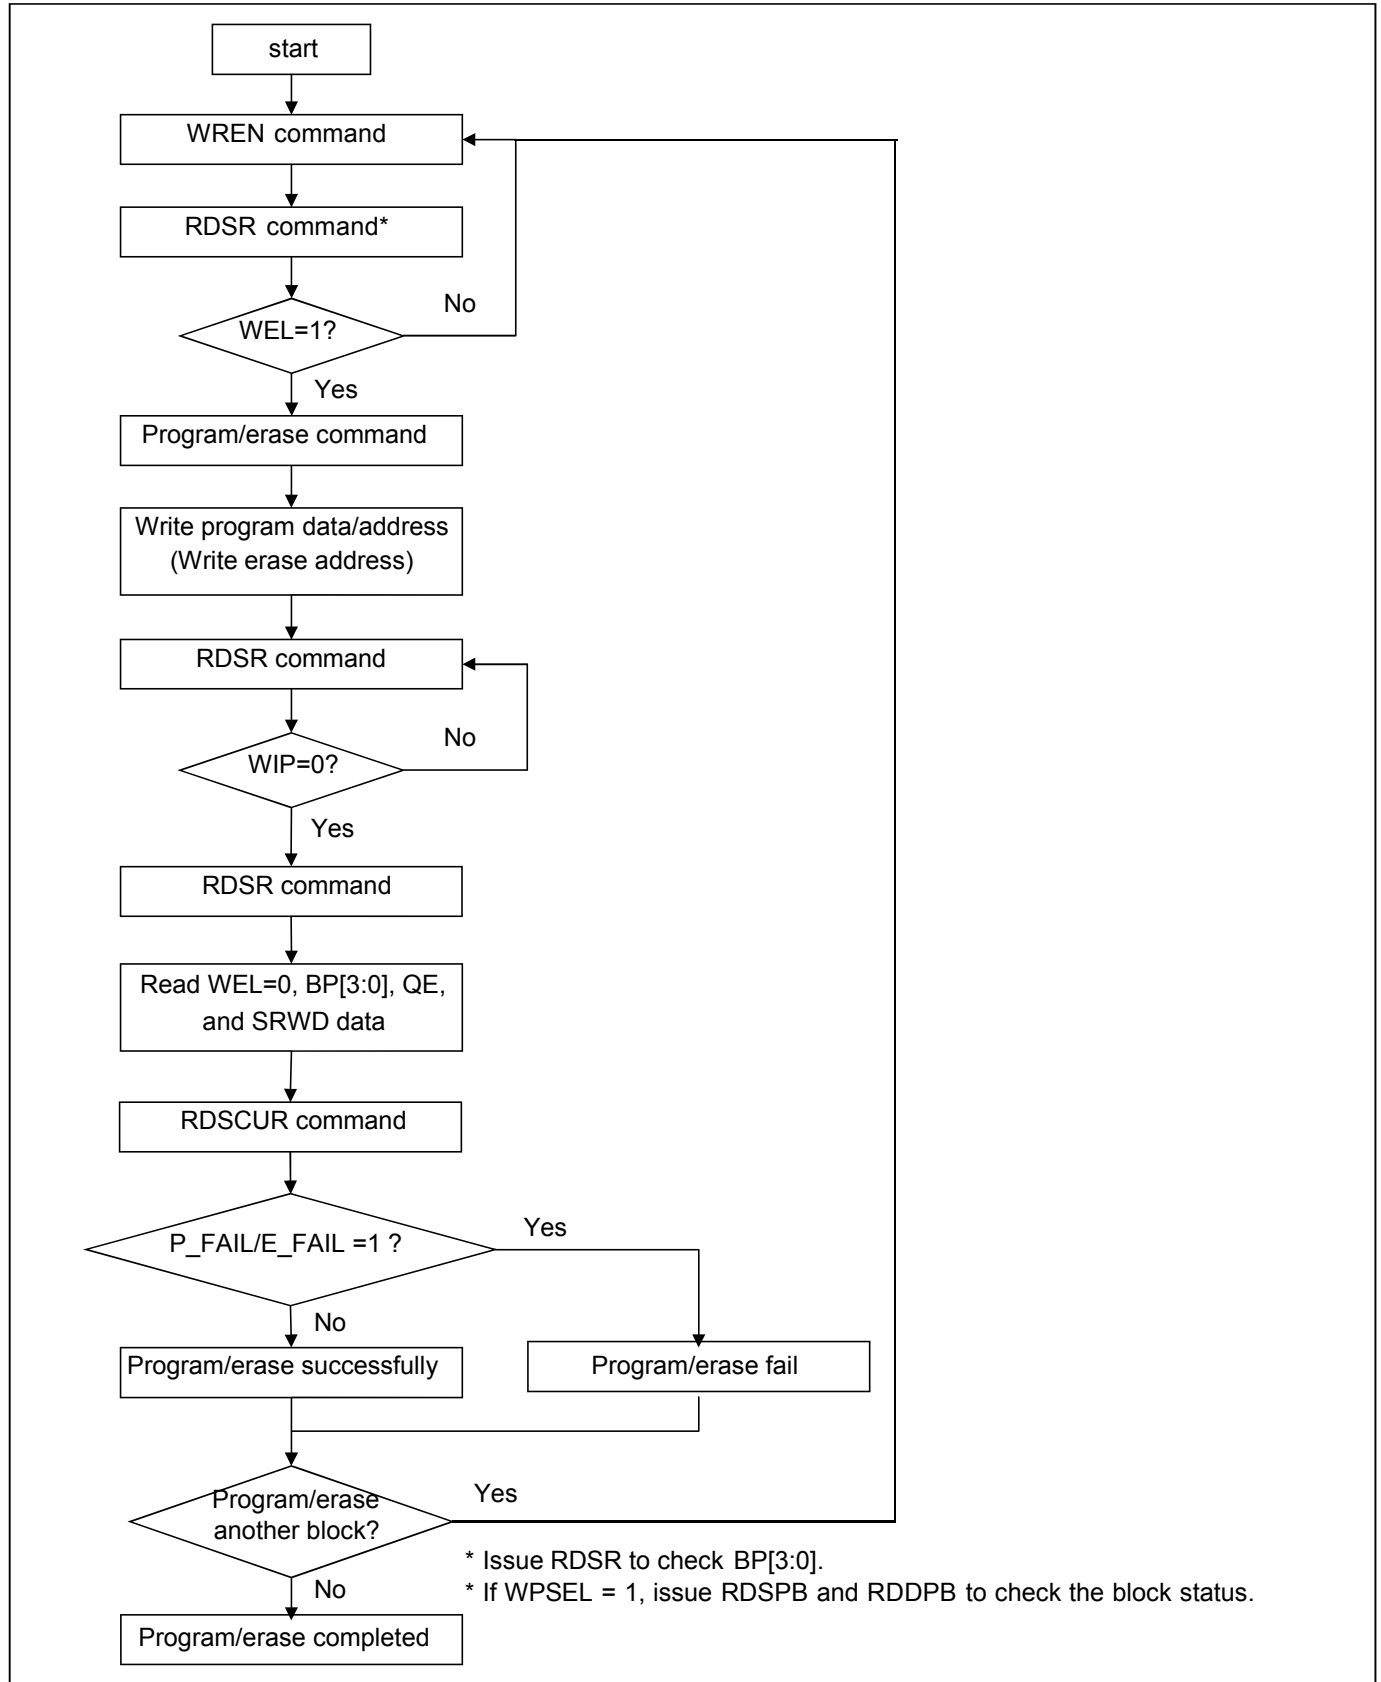 start
WREN command
RDSR command*
No
WEL=1?
Yes
Program/erase command
Write program data/address
(Write erase address)
RDSR command
No
WIP=0?
Yes
RDSR command
Read WEL=0, BP[3:0], QE,
and SRWD data
RDSCUR command
Yes
P_FAIL/E_FAIL =1 ?
No
Program/erase successfully
Program/erase fail
Yes
Program/erase
another block?
* Issue RDSR to check BP[3:0].
No
* If WPSEL = 1, issue RDSPB and RDDPB to check the block status.
Program/erase completed